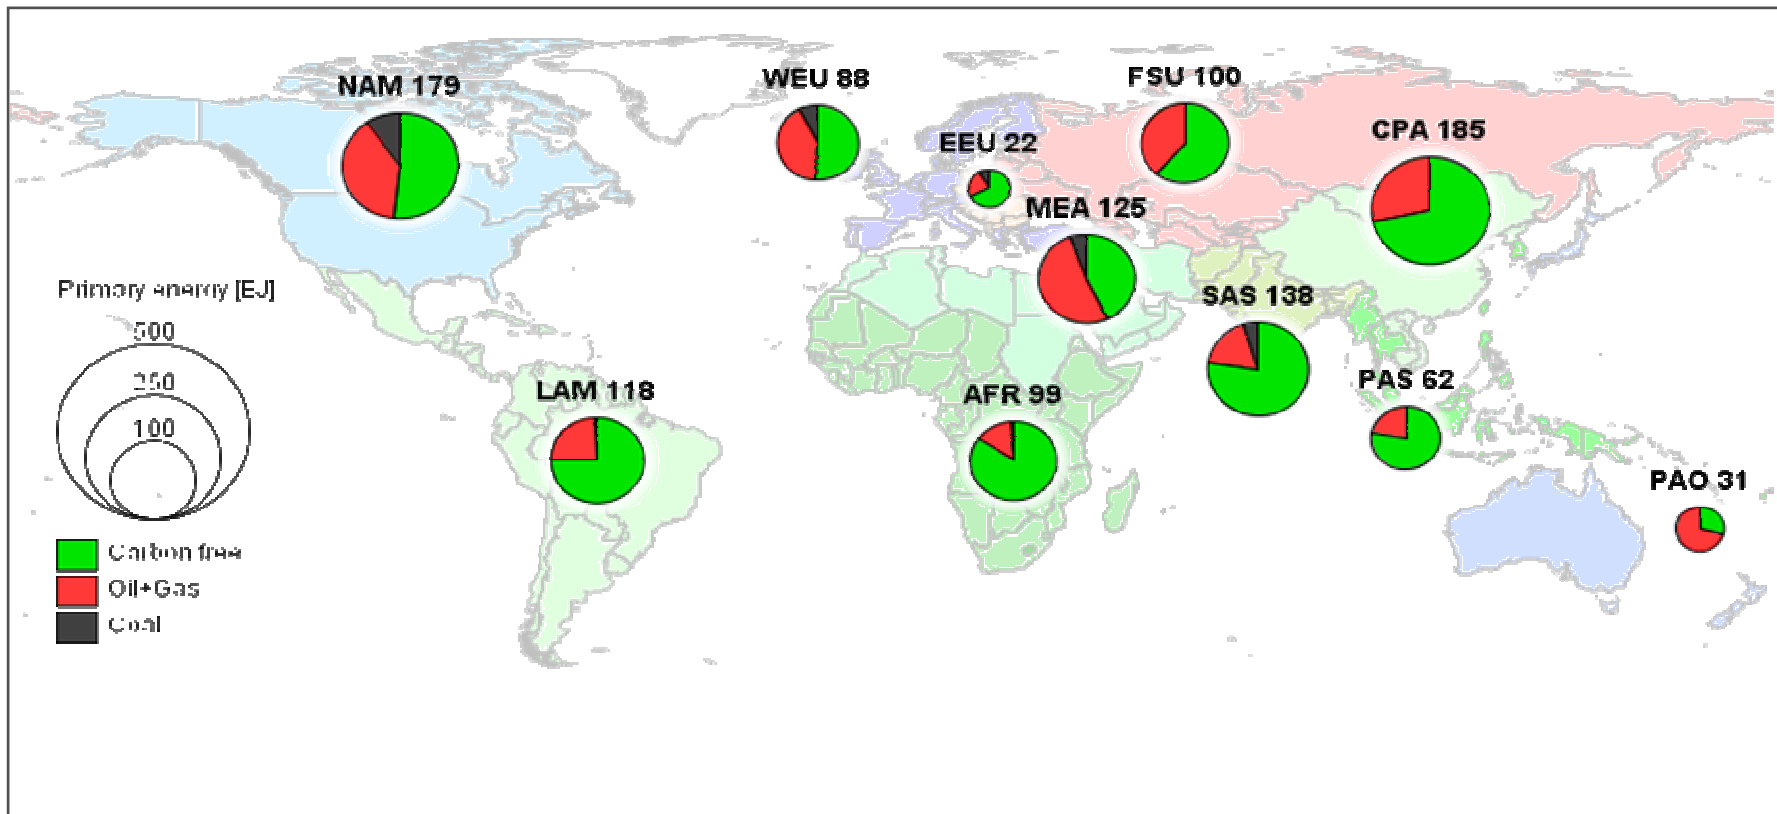 NAM 179
WEU 88
FSU 100
EEU 22
CPA 185
MEA 125
SAS 138
Primary energy [EJ]
500
250
100
LAM 118
AFR 99
PAS 62
PAO 31
Carbon free
Oil+Gas
Coal